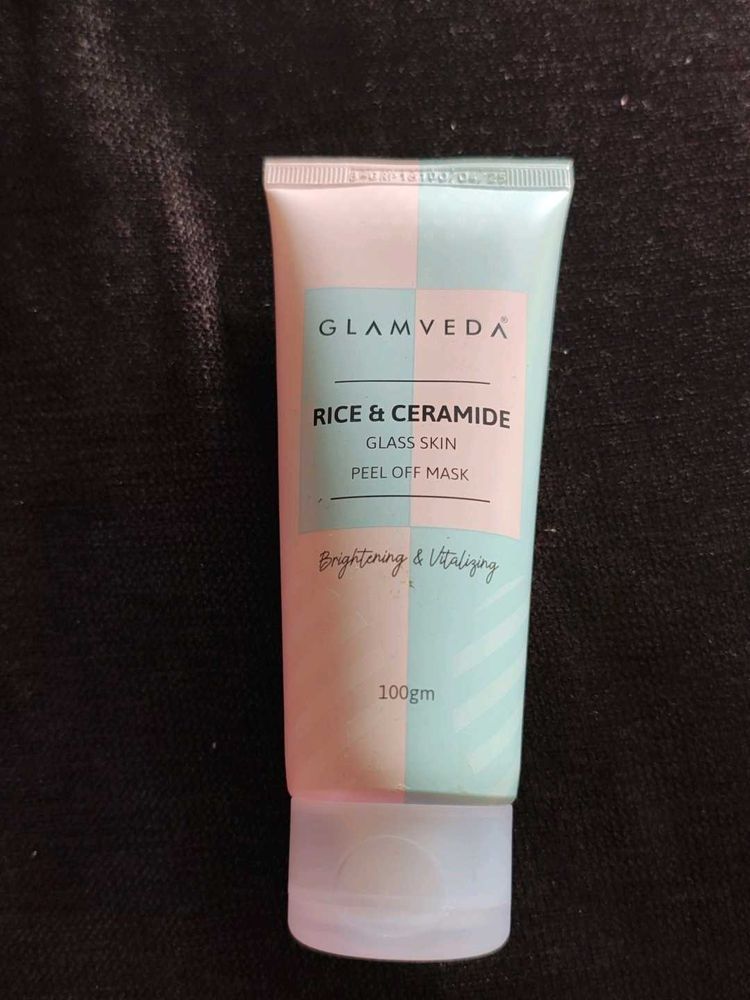 GLAMVEDA®
RICE & CERAMIDE
GLASS SKIN
PEEL OFF MASK
Brightening & Vitalizing
100gm